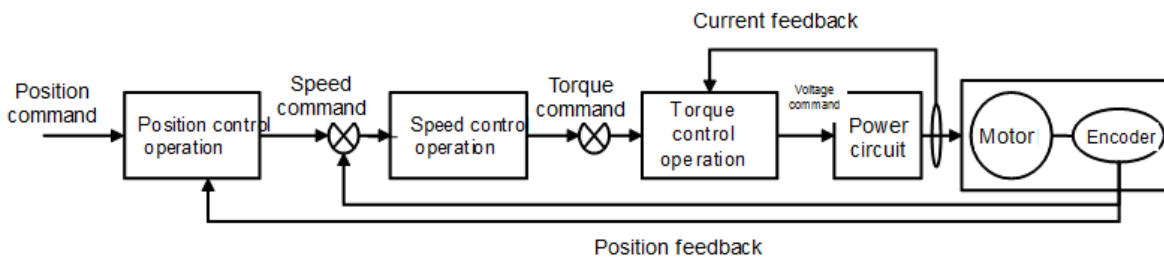 Current feedback
Position
command
Speed
command
Torque
command
Voltage
command
Position control
operation
Speed control
operation
Torque
control
operation
Power
circuit
Motor
Encoder
Position feedback